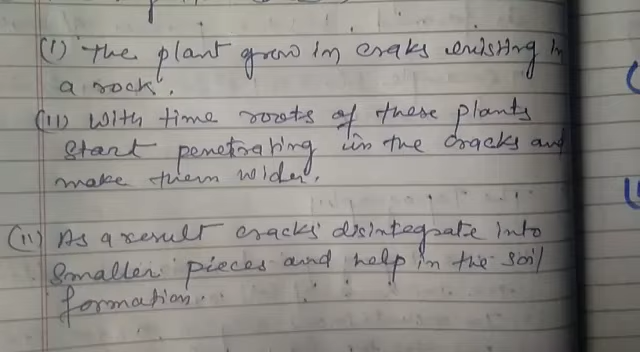 (i) The plant grow in craks existing in
a rock.
(ii) With time roots of these plants
start penetrating in the cracks and
make them wider.
(ii) As a result cracks disintegrate into
smaller pieces and help in the soil
formation.